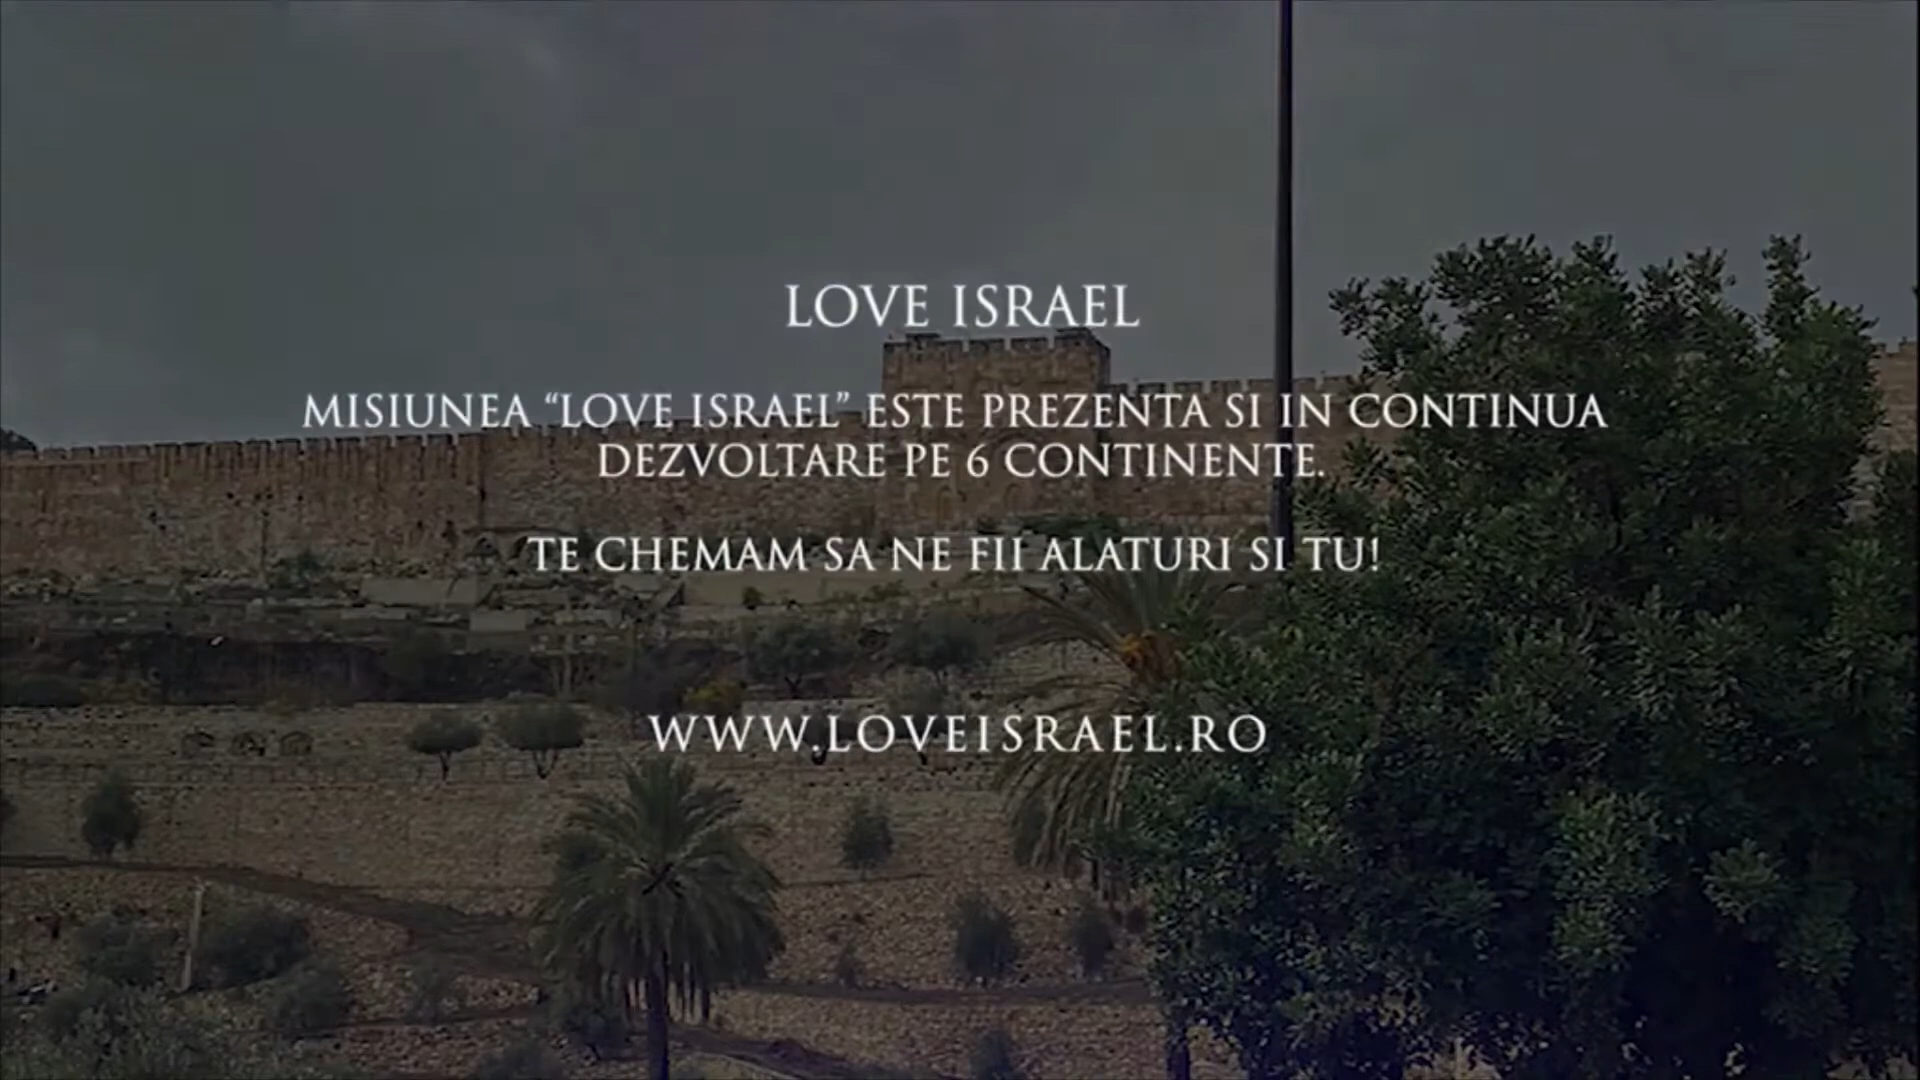 LOVE ISRAEL
MISIUNEA “LOVE ISRAEL” ESTE PREZENTA SI IN CONTINUA
DEZVOLTARE PE 6 CONTINENTE.
TE CHEMAM SA NE FII ALATURI SI TU!
WWW.LOVEISRAEL.RO